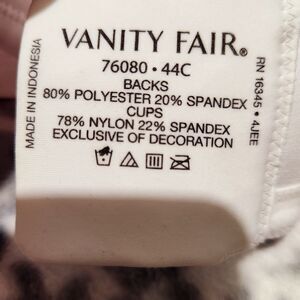 VANITY FAIR®
76080 • 44C
BACKS
80% POLYESTER 20% SPANDEX
CUPS
78% NYLON 22% SPANDEX
EXCLUSIVE OF DECORATION
MADE IN INDONESIA
RN 16345 • 4JEE